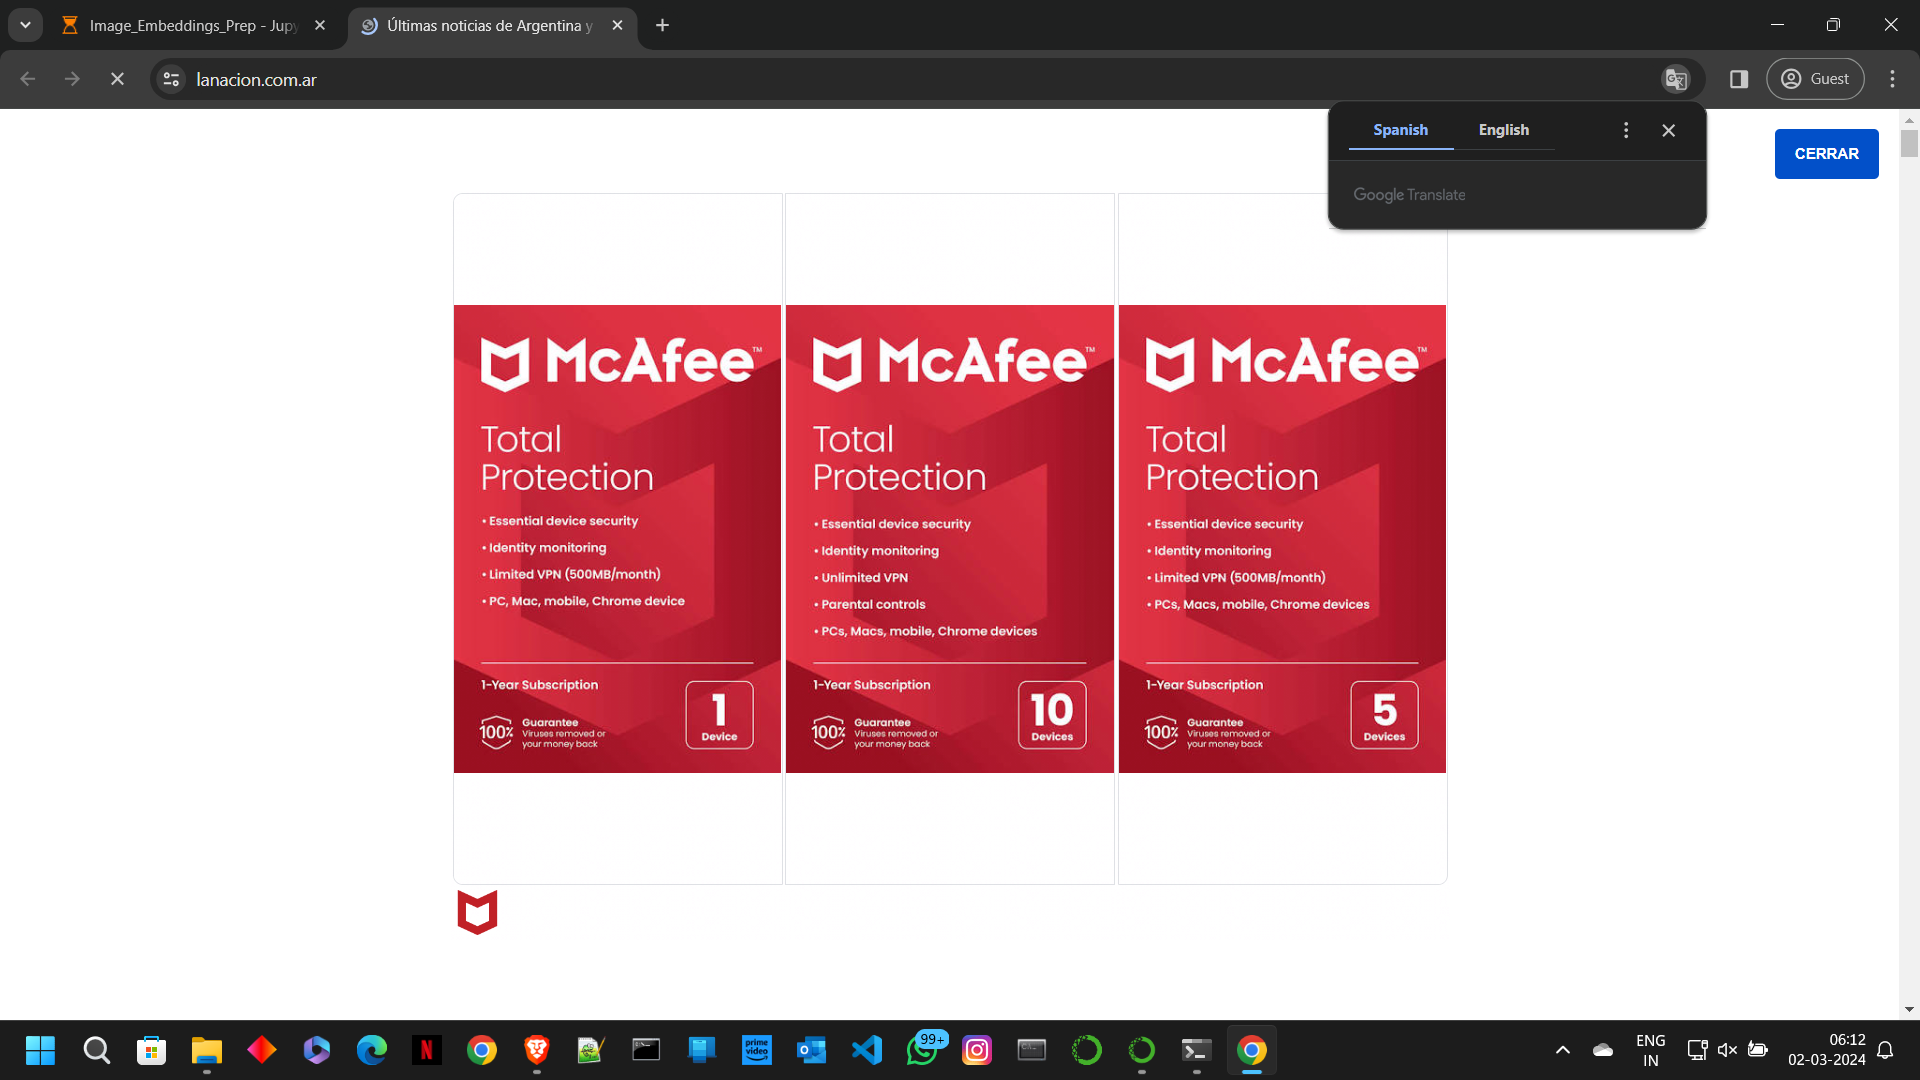 Image_Embeddings_Prep - Jupy
Últimas noticias de Argentina y
lanacion.com.ar
Guest
Spanish
English
Google Translate
CERRAR
McAfee™
Total
Protection
• Essential device security
• Identity monitoring
• Limited VPN (500MB/month)
• PC, Mac, mobile, Chrome device
1-Year Subscription
100%
Guarantee
Viruses removed or
your money back
1
Device
McAfee™
Total
Protection
• Essential device security
• Identity monitoring
• Unlimited VPN
• Parental controls
• PCs, Macs, mobile, Chrome devices
1-Year Subscription
100%
Guarantee
Viruses removed or
your money back
10
Devices
McAfee™
Total
Protection
• Essential device security
• Identity monitoring
• Limited VPN (500MB/month)
• PCs, Macs, mobile, Chrome devices
1-Year Subscription
100%
Guarantee
Viruses removed or
your money back
5
Devices
N
prime
video
99+
ENG
IN
06:12
02-03-2024